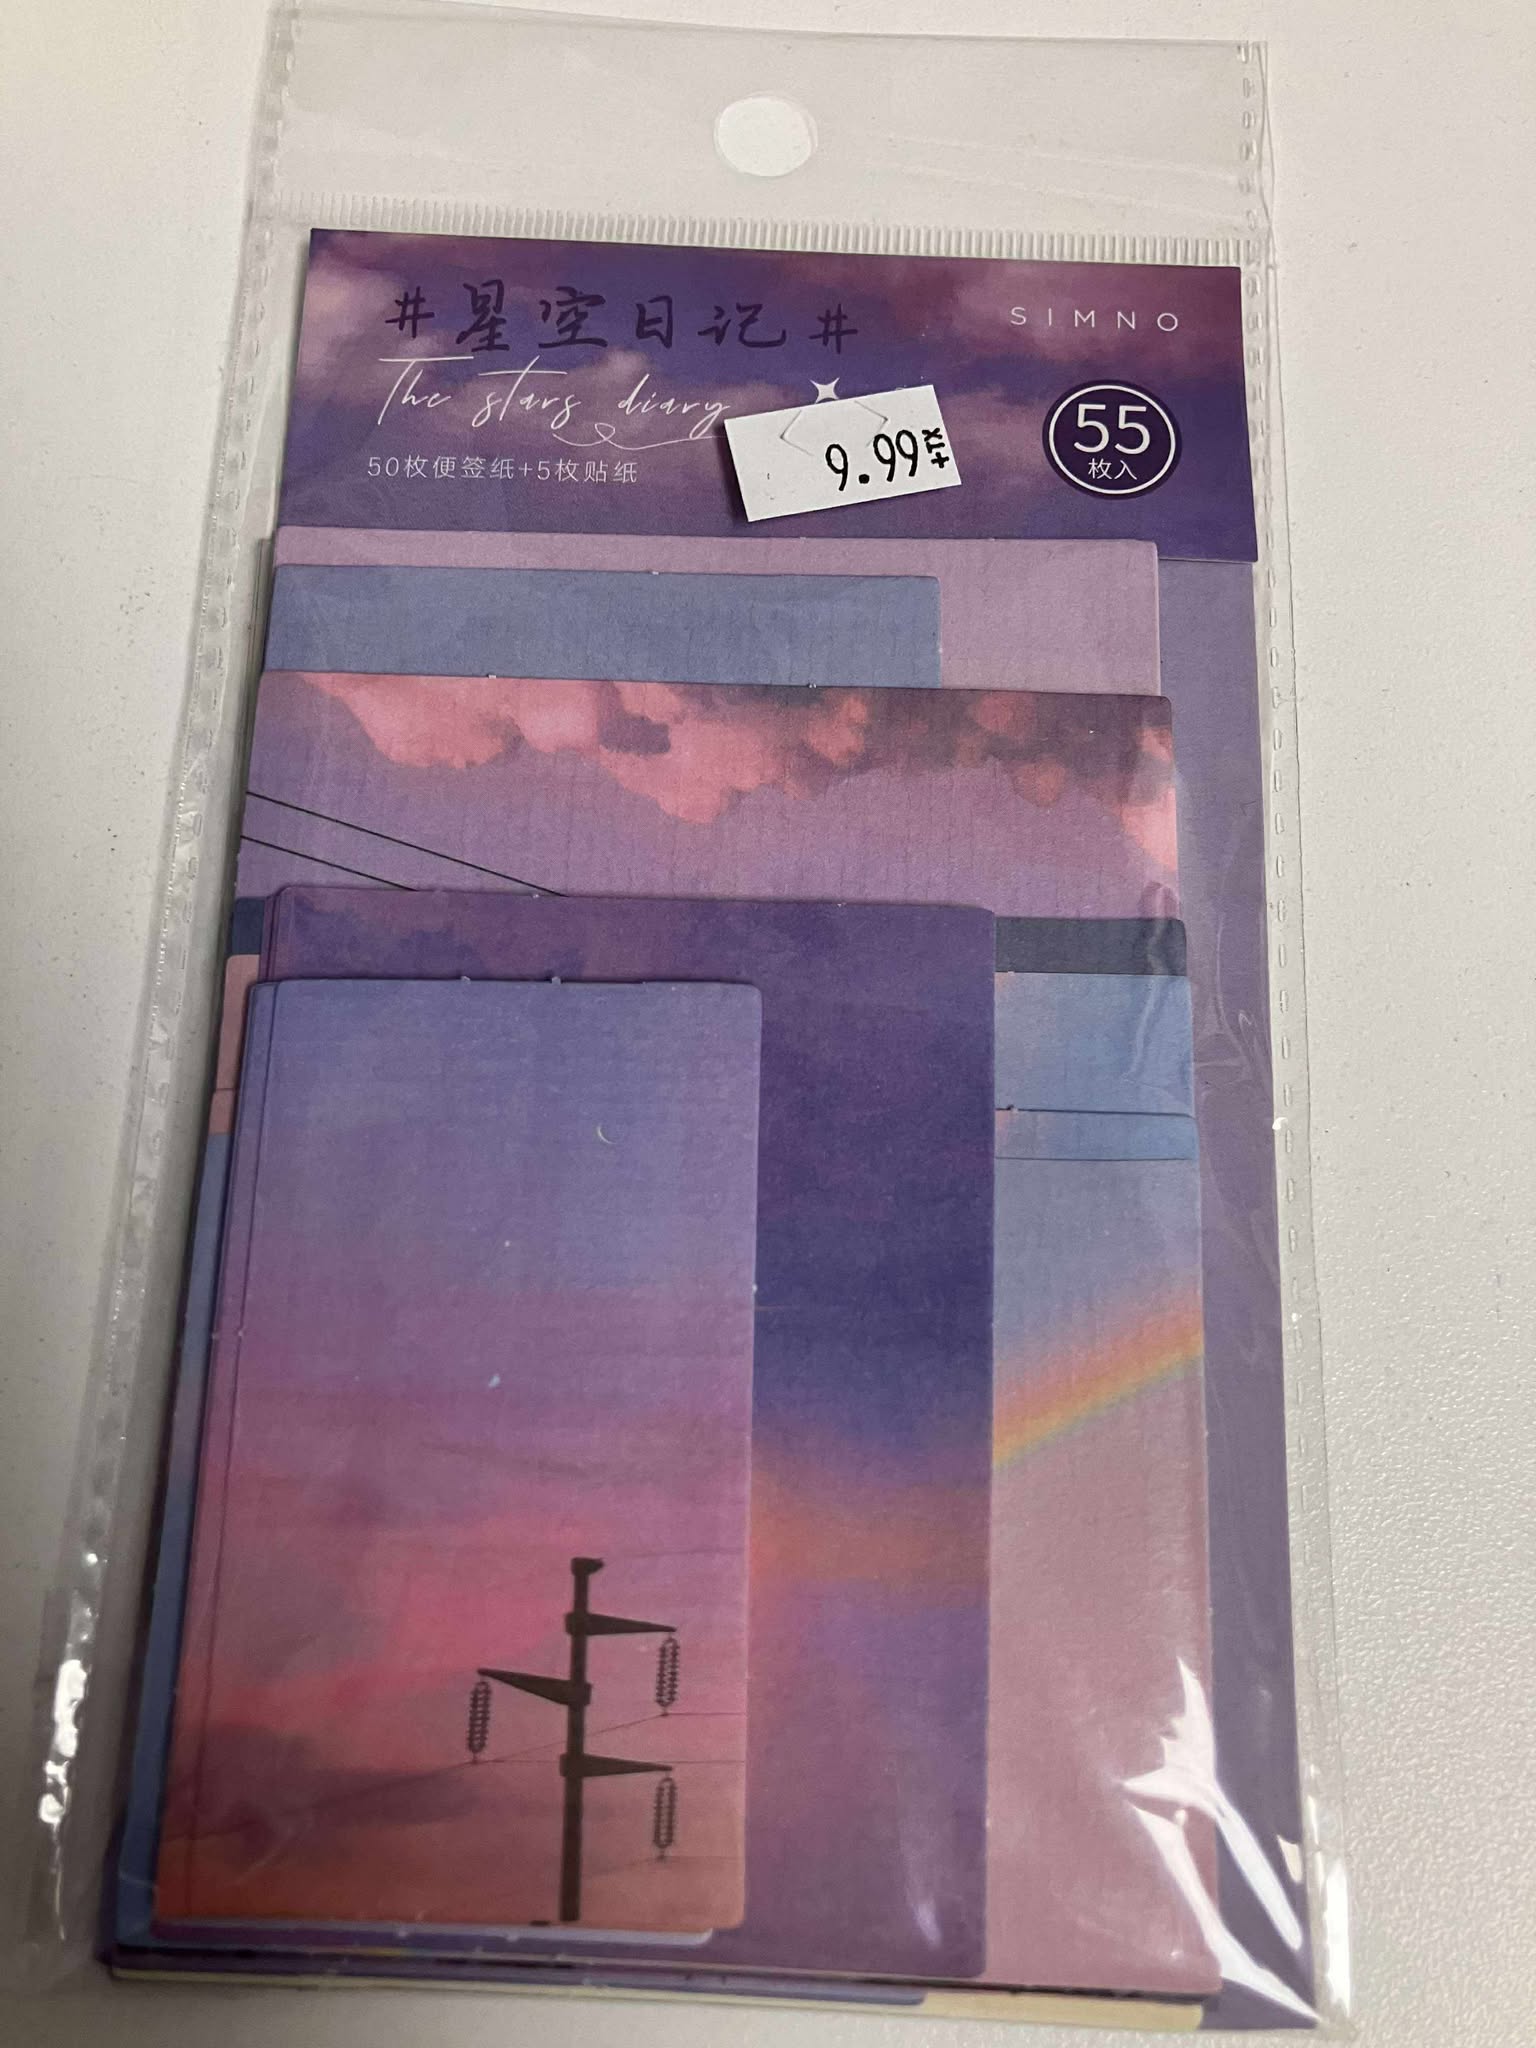 #星空日记#
SIMNO
The stars diary
50枚便签纸+5枚贴纸
9.99+TX
55
枚入